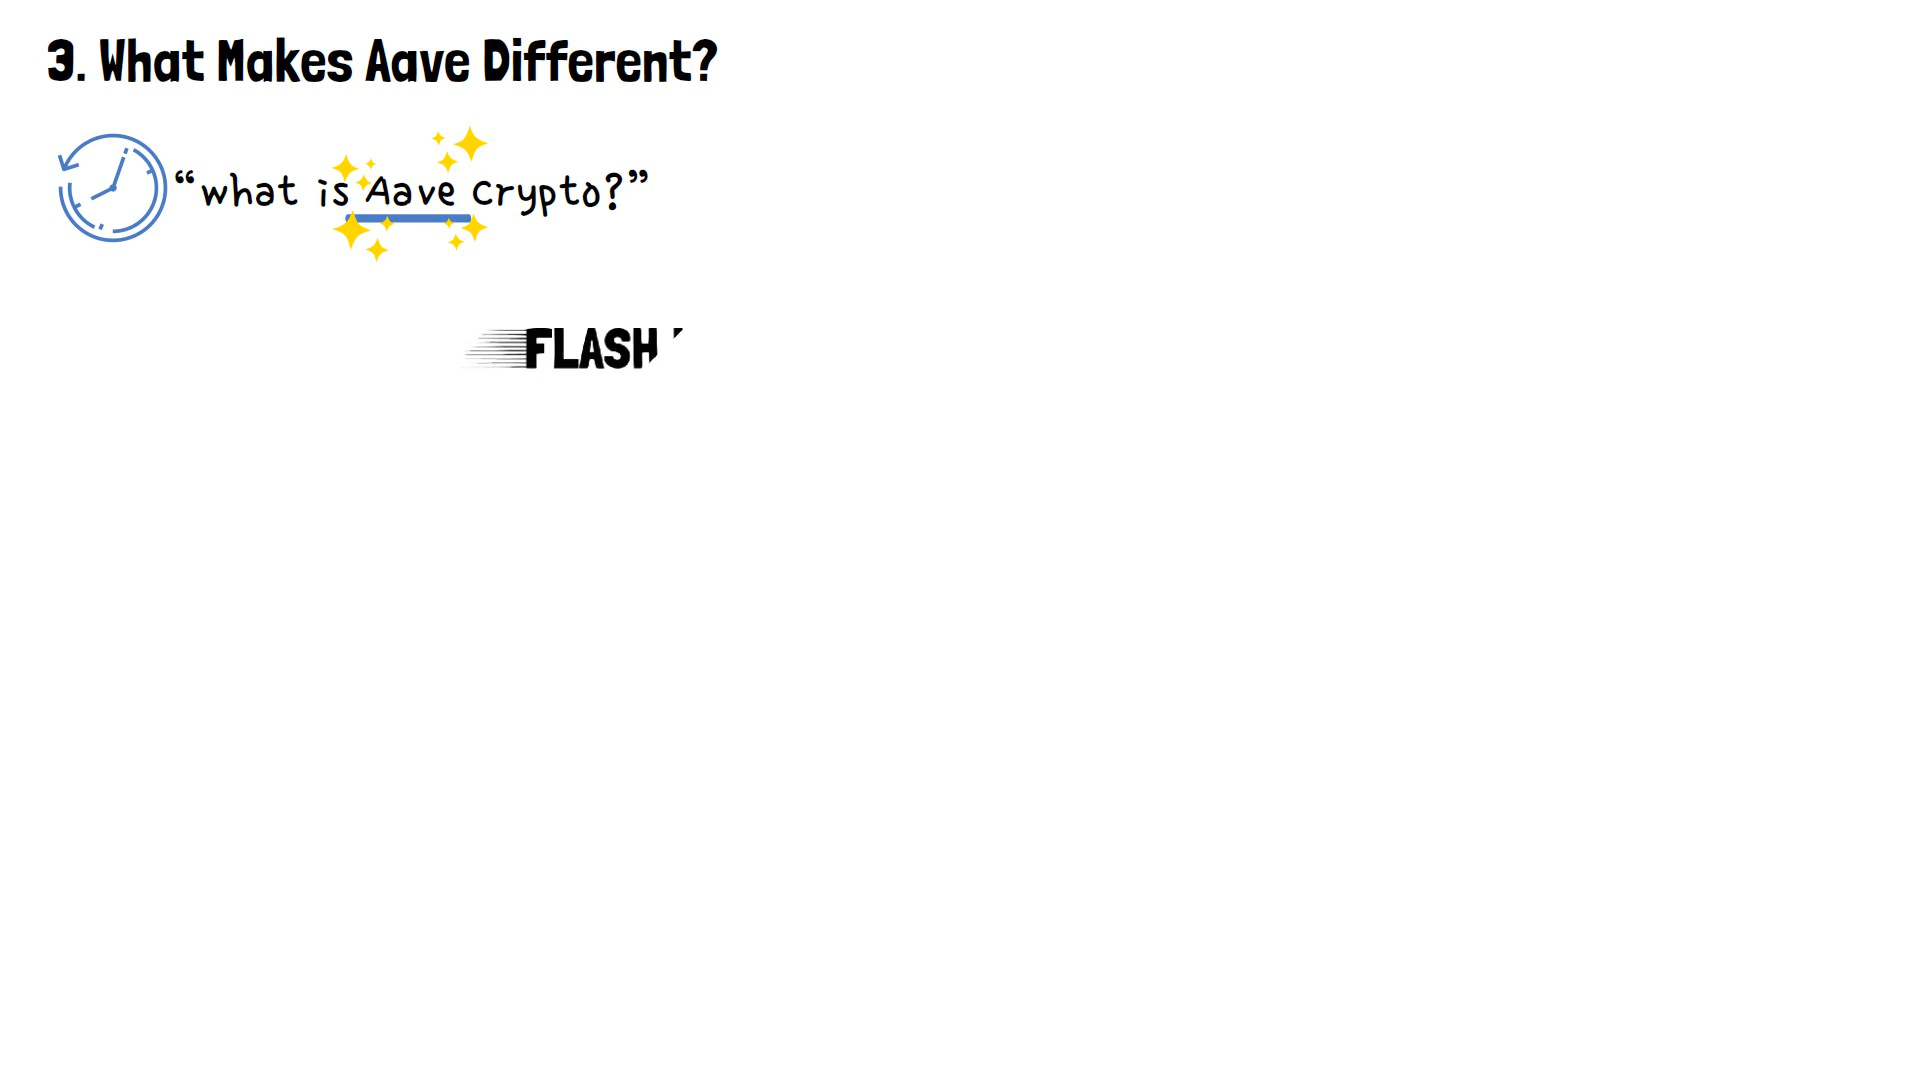 3. What Makes Aave Different?
“what is Aave crypto?”
FLASH